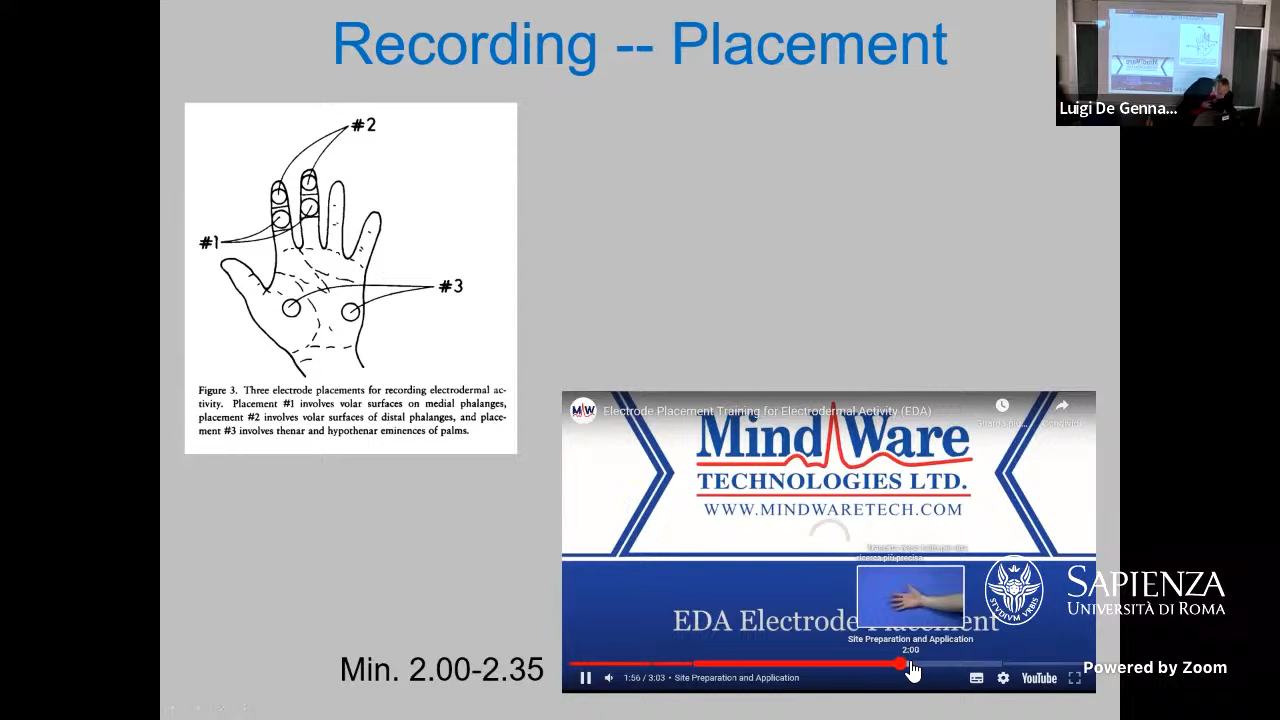 Recording -- Placement
Luigi De Genna...
#2
#1
#3
Figure 3. Three electrode placements for recording electrodermal ac-
tivity. Placement #1 involves volar surfaces on medial phalanges,
placement #2 involves volar surfaces of distal phalanges, and place-
ment #3 involves thenar and hypothenar eminences of palms.
MW
Electrode Placement Training for Electrodermal Activity (EDA)
MindWare
TECHNOLOGIES LTD.
WWW.MINDWARETECH.COM
EDA Electrode Placement
Site Preparation and Application
2:00
1:56 / 3:03 • Site Preparation and Application
YouTube
Min. 2.00-2.35
STUDIUM URBIS
SAPIENZA
UNIVERSITÀ DI ROMA
Powered by Zoom